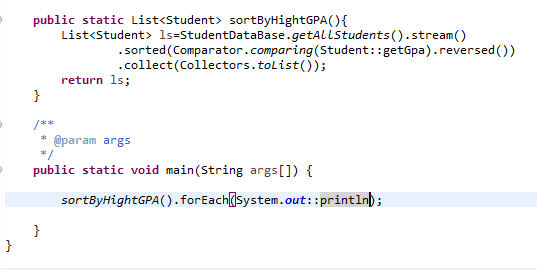 public static List<Student> sortByHightGPA(){
List<Student> ls=StudentDataBase.getAllStudents().stream()
.sorted(Comparator.comparing(Student::getGpa).reversed())
.collect(Collectors.toList());
return ls;
}
/**
* @param args
*/
public static void main(String args[]) {
sortByHightGPA().forEach(System.out::println);
}
}